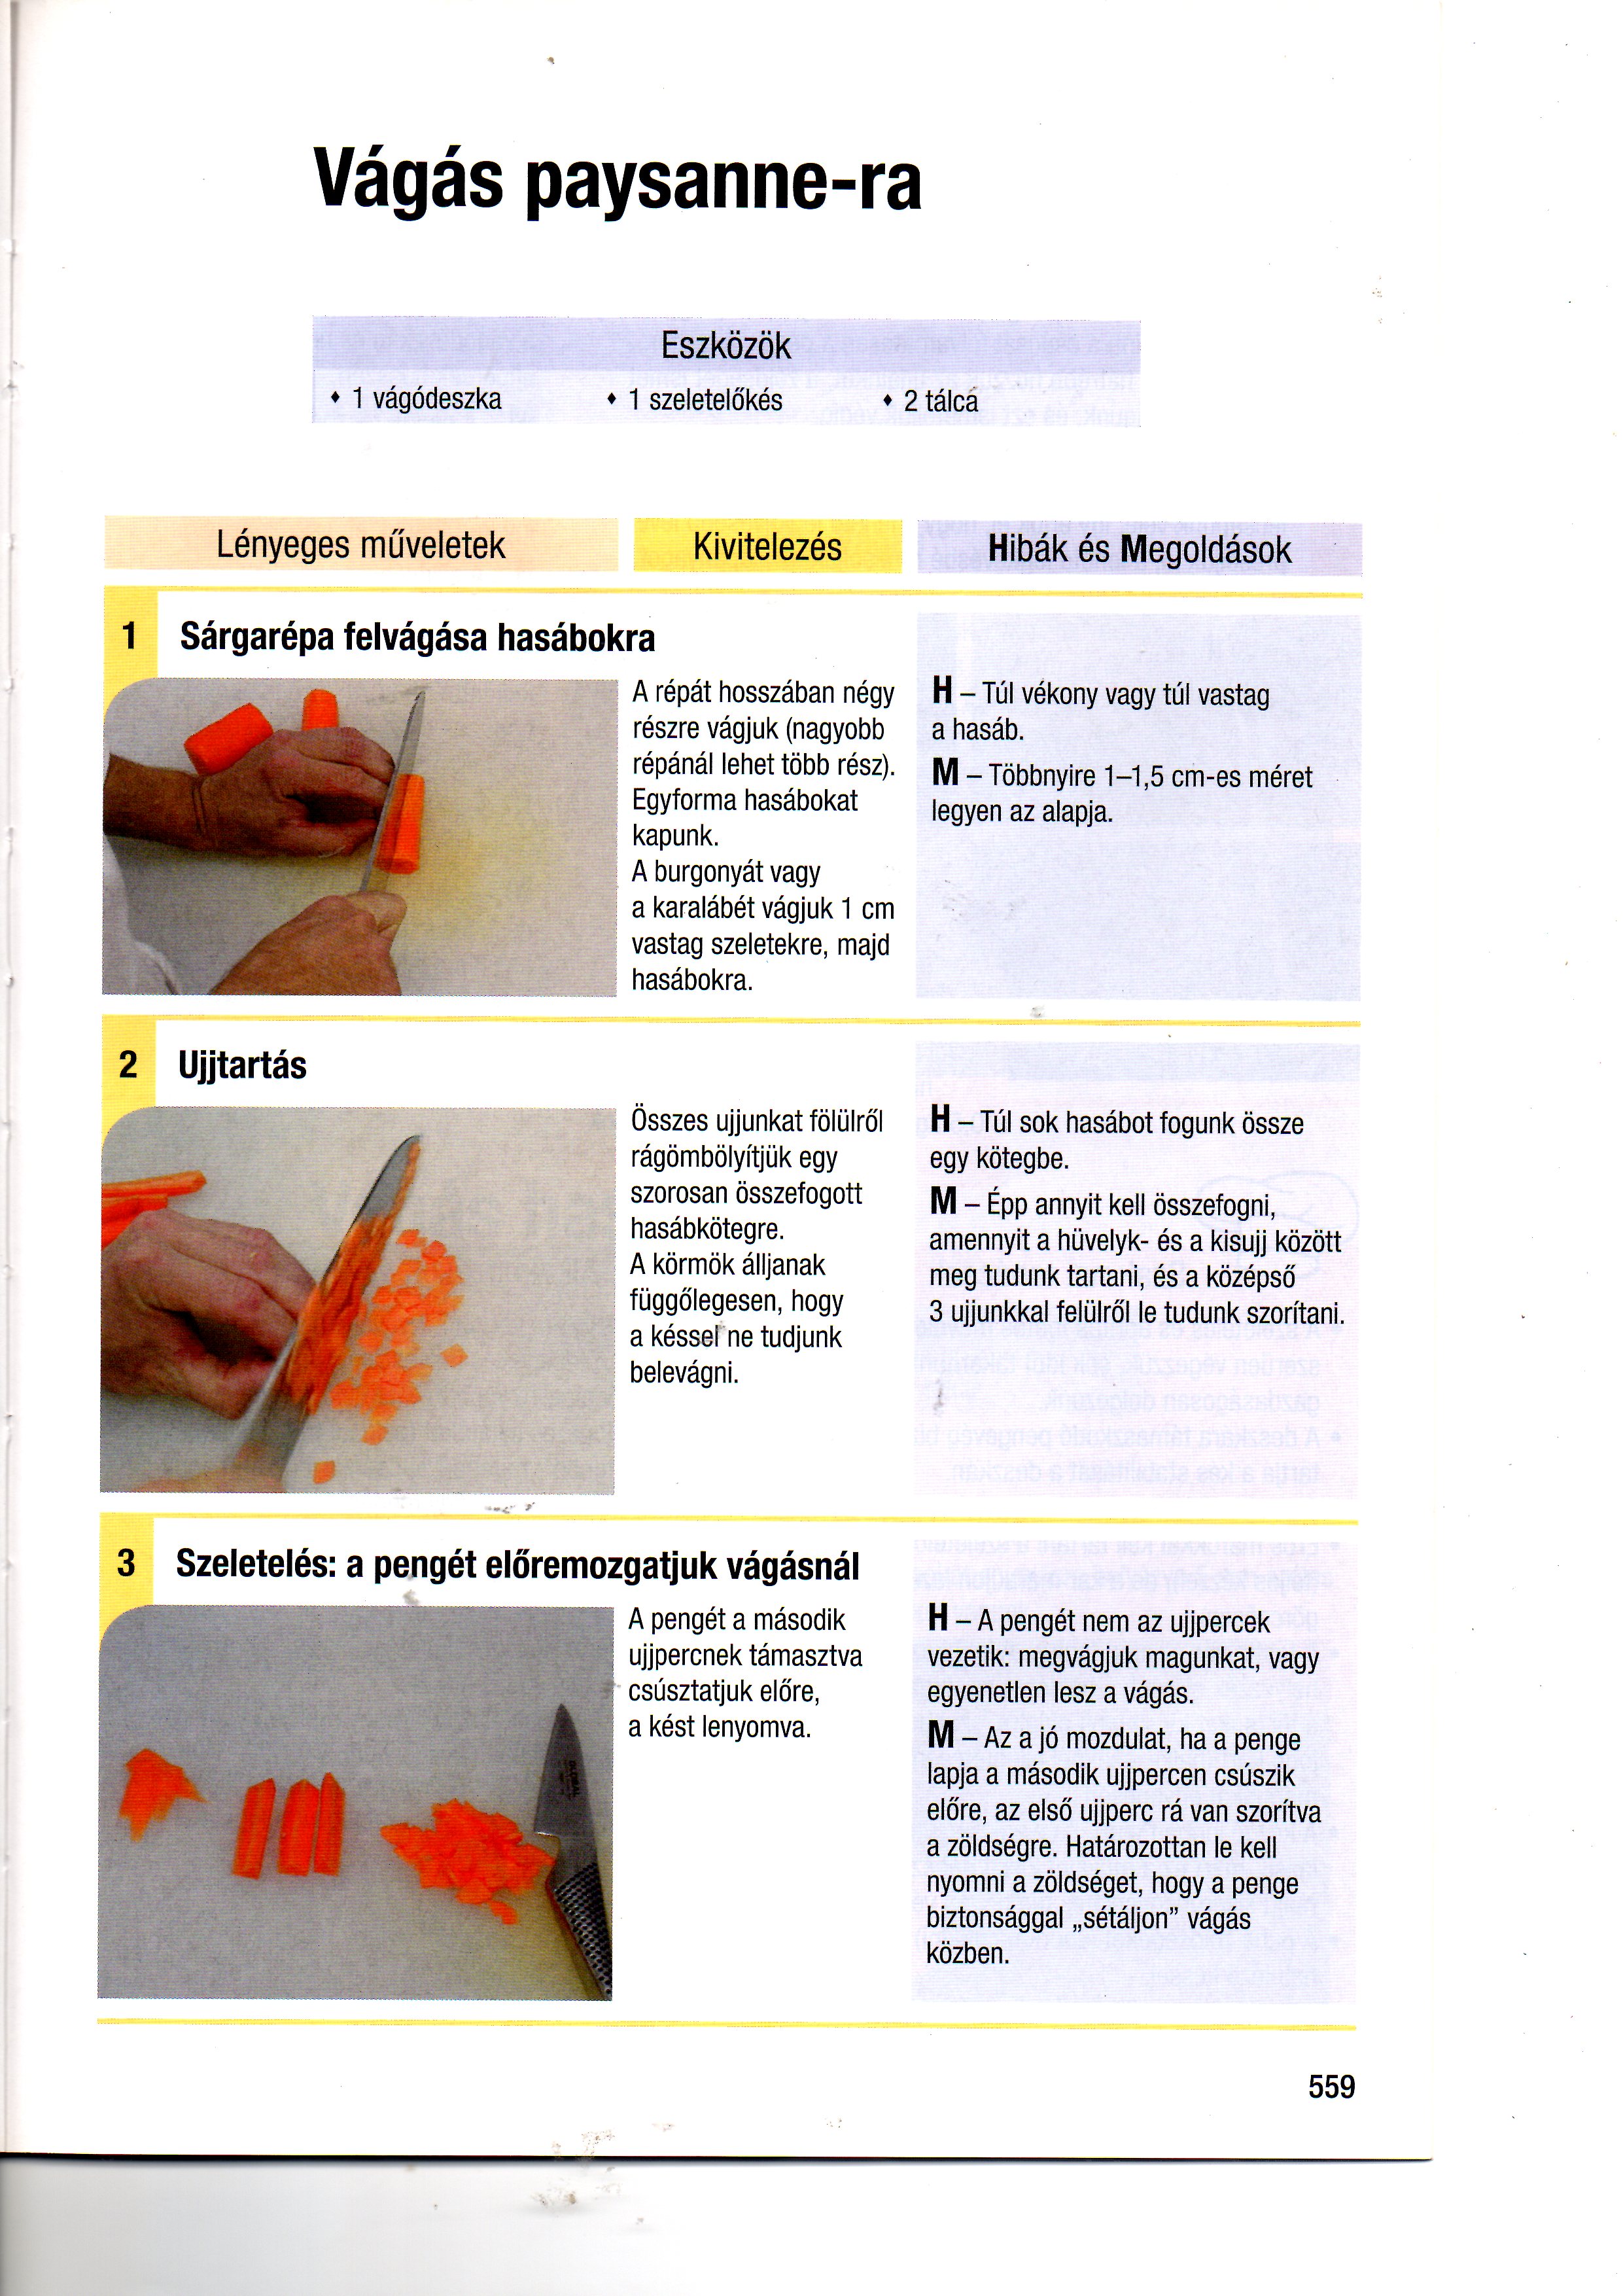 Vágás paysanne-ra
Eszközök
♦ 1 vágódeszka ♦ 1 szeletelőkés ♦ 2 tálca
Lényeges műveletek Kivitelezés Hibák és Megoldások
1 Sárgarépa felvágása hasábokra
A répát hosszában négy
részre vágjuk (nagyobb
répánál lehet több rész).
Egyforma hasábokat
kapunk.
A burgonyát vagy
a karalábét vágjuk 1 cm
vastag szeletekre, majd
hasábokra.
H – Túl vékony vagy túl vastag
a hasáb.
M – Többnyire 1–1,5 cm-es méret
legyen az alapja.
2 Ujjtartás
Összes ujjunkat fölülről
rágömbölyítjük egy
szorosan összefogott
hasábkötegre.
A körmök álljanak
függőlegesen, hogy
a késsel ne tudjunk
belevágni.
H – Túl sok hasábot fogunk össze
egy kötegbe.
M – Épp annyit kell összefogni,
amennyit a hüvelyk- és a kisujj között
meg tudunk tartani, és a középső
3 ujjunkkal felülről le tudunk szorítani.
3 Szeletelés: a pengét előremozgatjuk vágásnál
A pengét a második
ujjpercnek támasztva
csúsztatjuk előre,
a kést lenyomva.
H – A pengét nem az ujjpercek
vezetik: megvágjuk magunkat, vagy
egyenetlen lesz a vágás.
M – Az a jó mozdulat, ha a penge
lapja a második ujjpercen csúszik
előre, az első ujjperc rá van szorítva
a zöldségre. Határozottan le kell
nyomni a zöldséget, hogy a penge
biztonsággal „sétáljon” vágás
közben.
GLOBAL
559